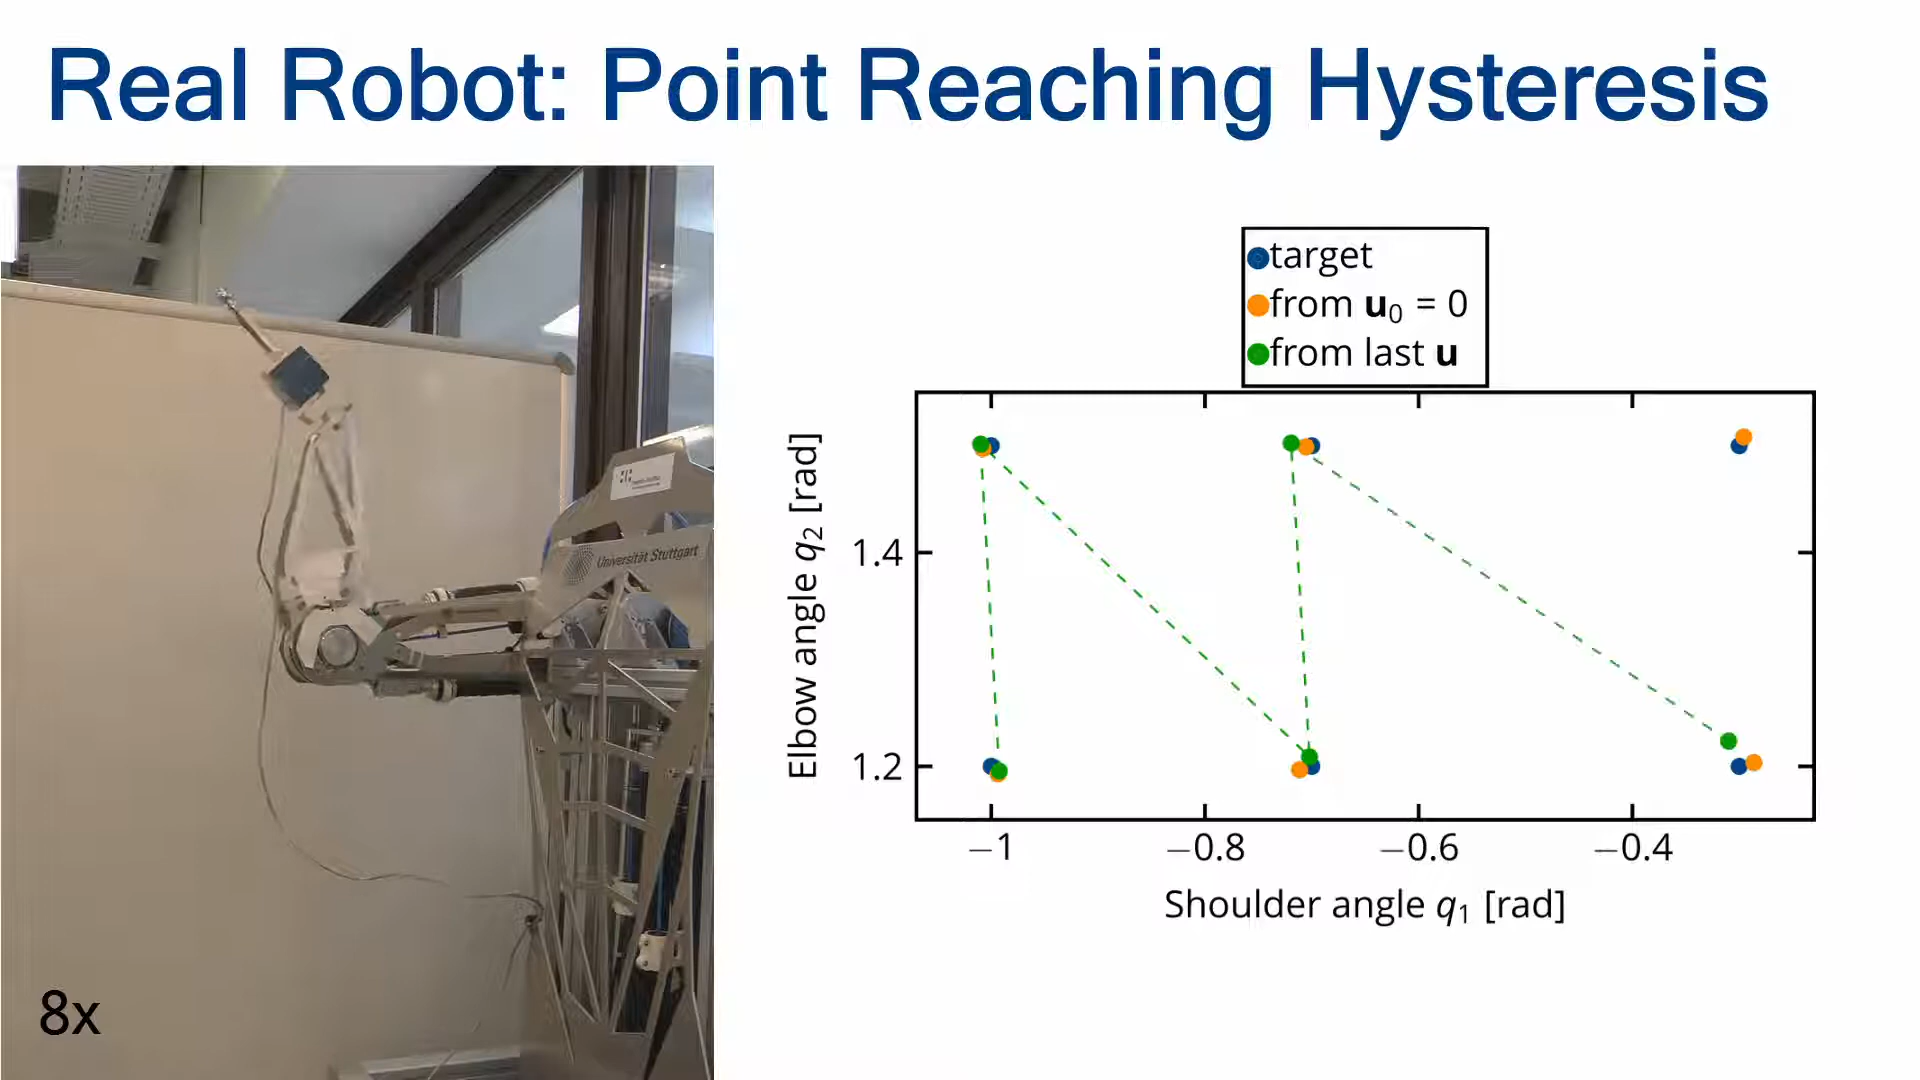 Real Robot: Point Reaching Hysteresis
target
from u₀ = 0
from last u
Elbow angle q₂ [rad]
1.4
1.2
−1
−0.8
−0.6
−0.4
Shoulder angle q₁ [rad]
Universität Stuttgart
8x